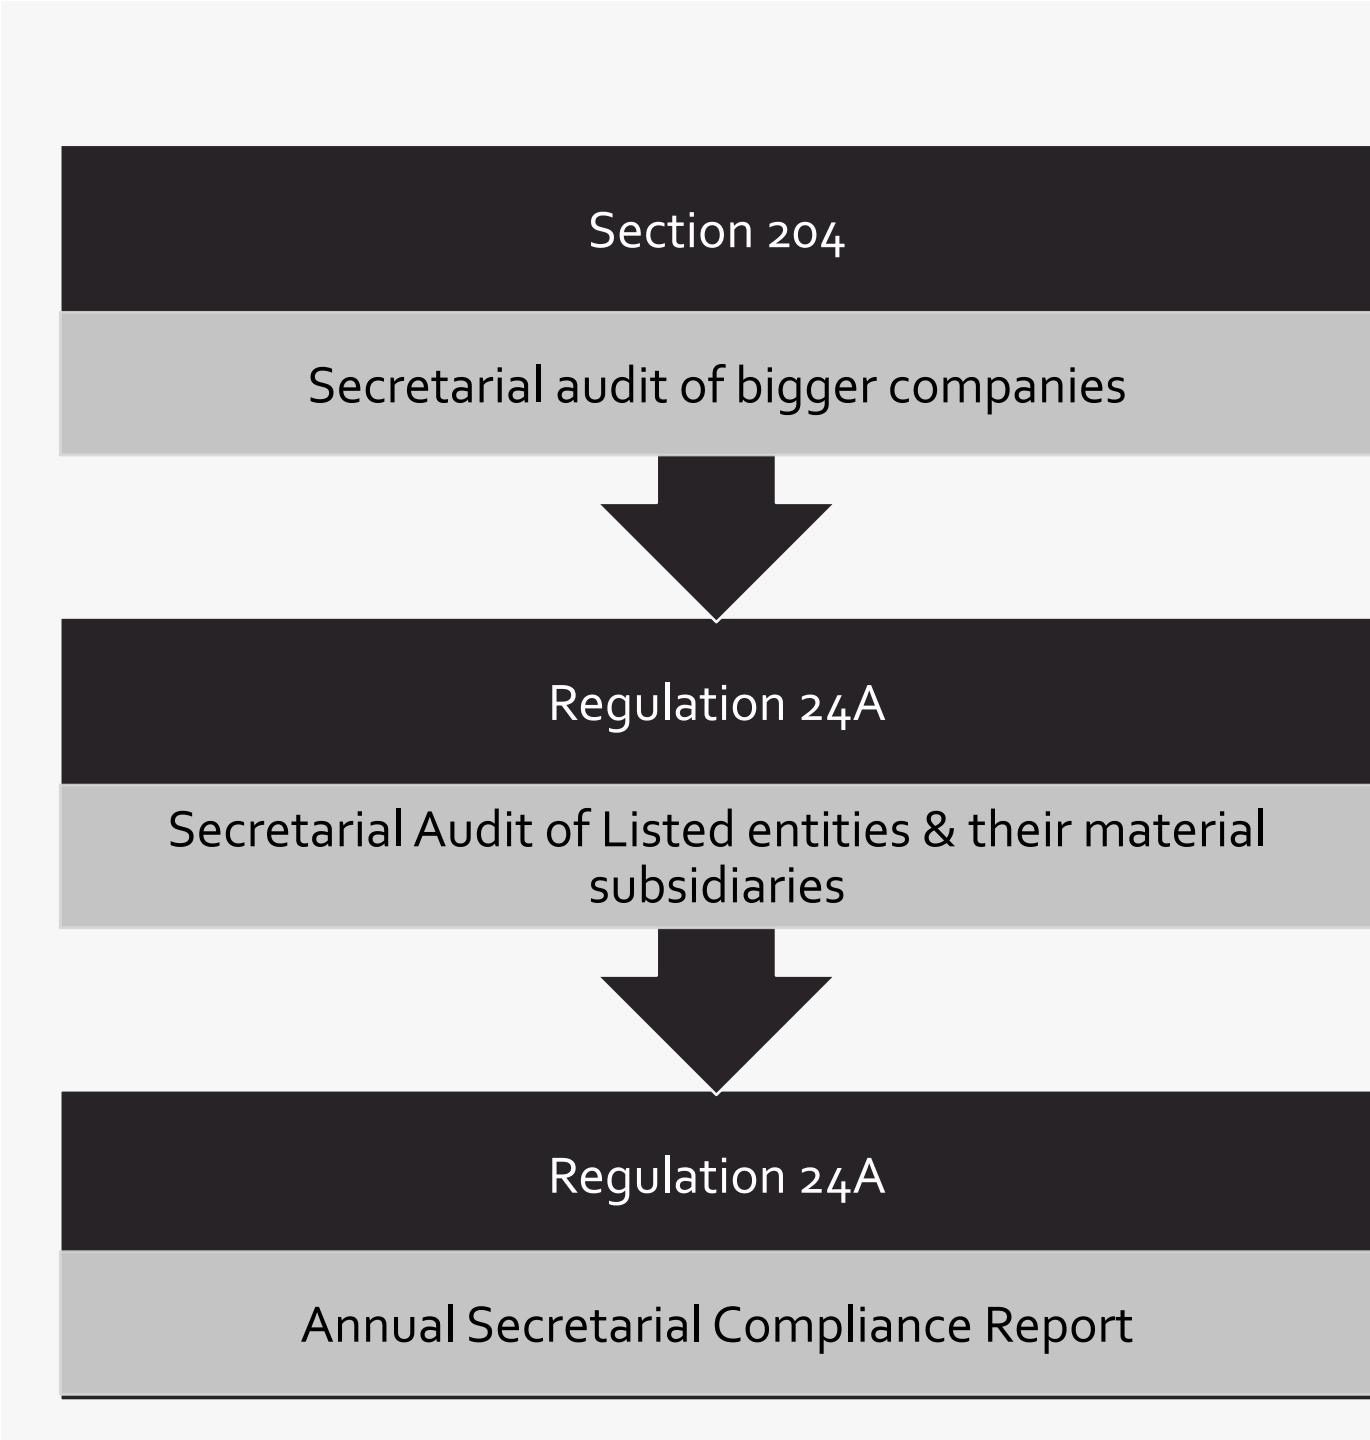 Section 204
Secretarial audit of bigger companies
Regulation 24A
Secretarial Audit of Listed entities & their material
subsidiaries
Regulation 24A
Annual Secretarial Compliance Report